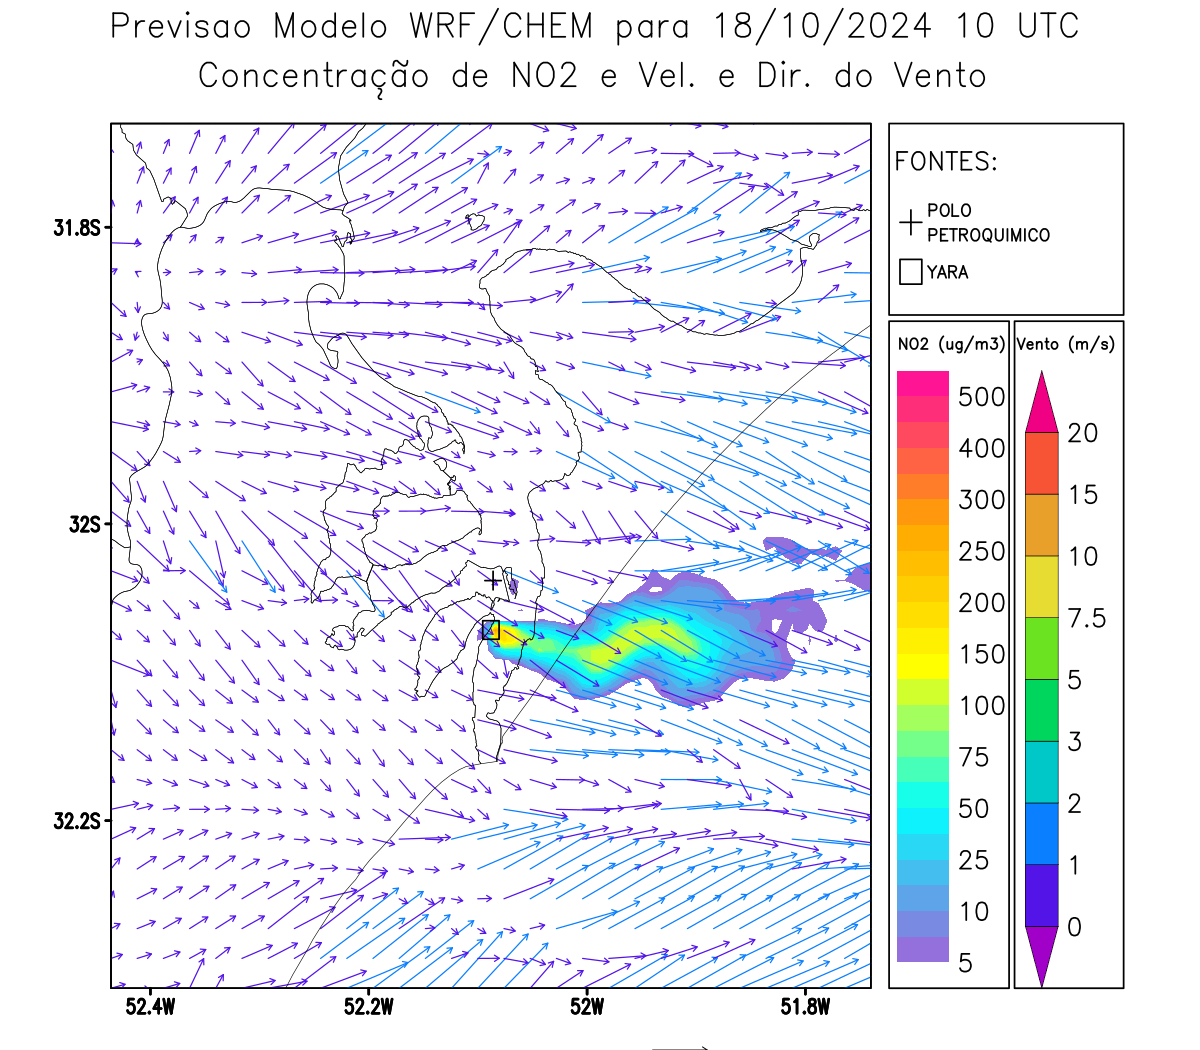 Previsao Modelo WRF/CHEM para 18/10/2024 10 UTC
Concentração de NO2 e Vel. e Dir. do Vento
FONTES:
POLO
PETROQUIMICO
YARA
31.8S
32S
32.2S
52.4W
52.2W
52W
51.8W
NO2 (ug/m3)
500
400
300
250
200
150
100
75
50
25
10
5
Vento (m/s)
20
15
10
7.5
5
3
2
1
0